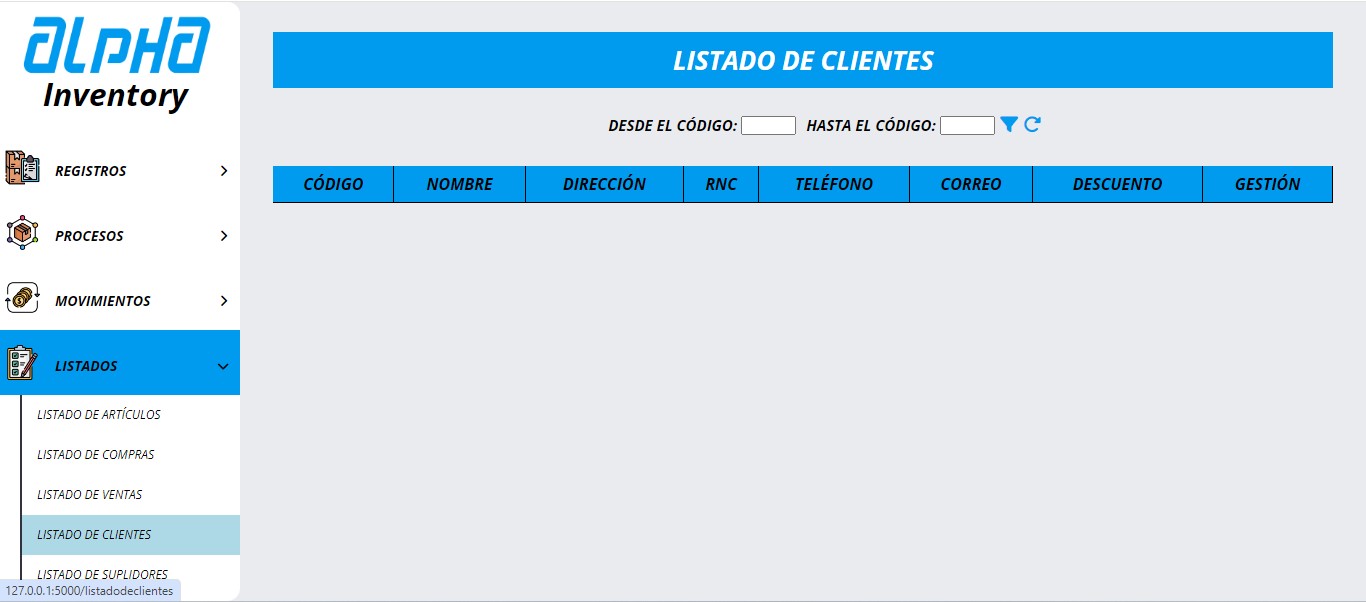 ALPHA
Inventory
REGISTROS
PROCESOS
MOVIMIENTOS
LISTADOS
LISTADO DE ARTÍCULOS
LISTADO DE COMPRAS
LISTADO DE VENTAS
LISTADO DE CLIENTES
LISTADO DE SUPLIDORES
127.0.0.1:5000/listadodeclientes
LISTADO DE CLIENTES
DESDE EL CÓDIGO: HASTA EL CÓDIGO:
CÓDIGO NOMBRE DIRECCIÓN RNC TELÉFONO CORREO DESCUENTO GESTIÓN